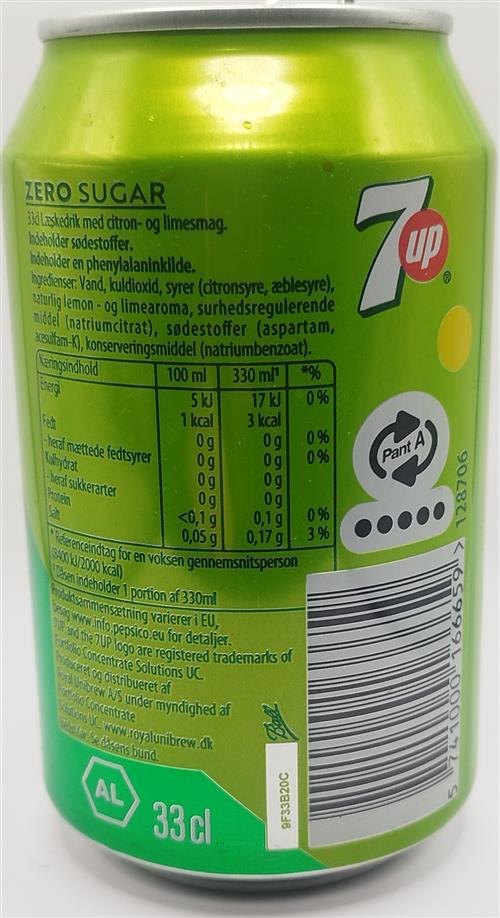 ZERO SUGAR
33cl Læskedrik med citron- og limesmag.
Indeholder sødestoffer.
Indeholder en phenylalaninkilde.
Ingredienser: Vand, kuldioxid, syrer (citronsyre, æblesyre),
naturlig lemon - og limearoma, surhedsregulerende
middel (natriumcitrat), sødestoffer (aspartam,
acesulfam-K), konserveringsmiddel (natriumbenzoat).
Næringsindhold 100 ml 330 ml¹ *%
Energi 5 kJ 17 kJ 0%
1 kcal 3 kcal
Fedt 0 g 0 g 0%
- heraf mættede fedtsyrer 0 g 0 g 0%
Kulhydrat 0 g 0 g
- heraf sukkerarter 0 g 0 g
Protein <0,1 g 0,1 g 0%
Salt 0,05 g 0,17 g 3%
* Referenceindtag for en voksen gennemsnitsperson
(8400 kJ/2000 kcal)
Dåsen indeholder 1 portion af 330ml
Produktsammensætning varierer i EU,
Besøg www.info.pepsico.eu for detaljer.
7UP and the 7UP logo are registered trademarks of
Portfolio Concentrate Solutions UC.
Produceret og distribueret af
Royal Unibrew A/S under myndighed af
Portfolio Concentrate
Solutions UC. www.royalunibrew.dk
Se dåsens bund.
AL
33 cl
7up®
Pant A
128706
5 741000 166659 >
Ball
9F33B20C